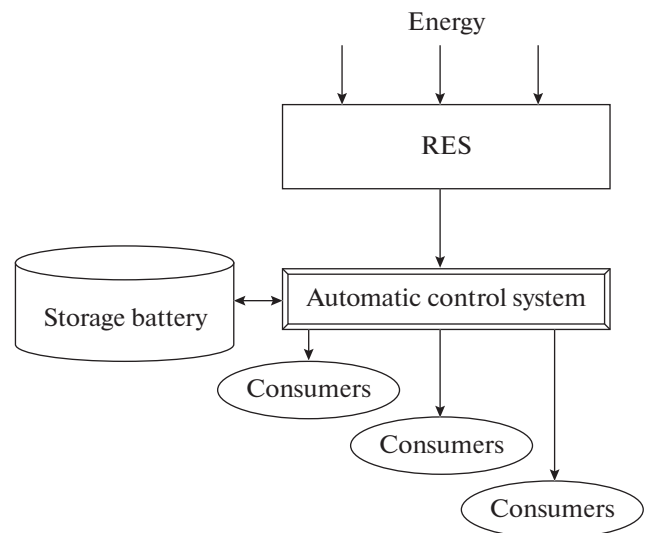 Energy
RES
Automatic control system
Storage battery
Consumers
Consumers
Consumers